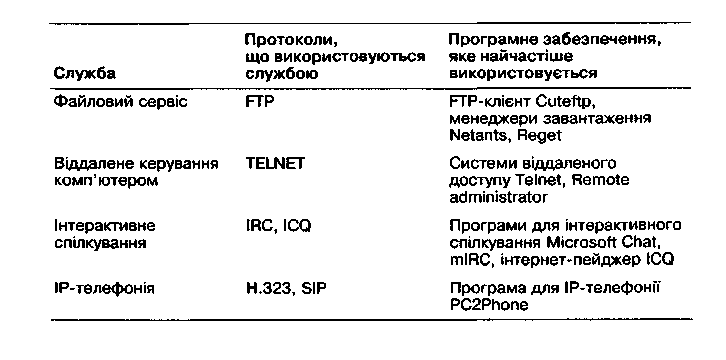 Служба
Протоколи,
що використовуються
службою
Програмне забезпечення,
яке найчастіше
використовується
Файловий сервіс
FTP
FTP-клієнт Cuteftp,
менеджери завантаження
Netants, Reget
Віддалене керування
комп'ютером
TELNET
Системи віддаленого
доступу Telnet, Remote
administrator
Інтерактивне
спілкування
IRC, ICQ
Програми для інтерактивного
спілкування Microsoft Chat,
mIRC, інтернет-пейджер ICQ
IP-телефонія
H.323, SIP
Програма для IP-телефонії
PC2Phone